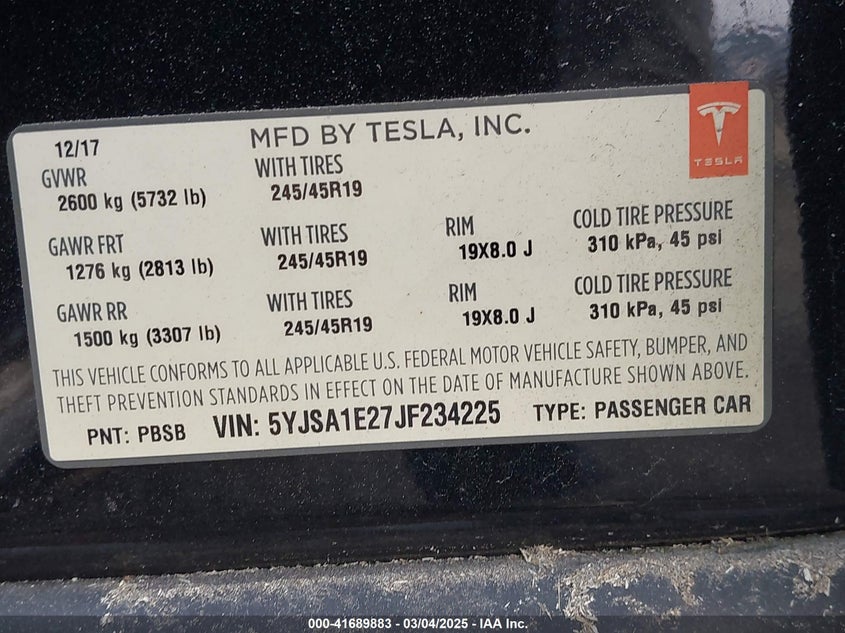 12/17 MFD BY TESLA, INC.
TESLA
GVWR WITH TIRES
2600 kg (5732 lb) 245/45R19
GAWR FRT WITH TIRES RIM COLD TIRE PRESSURE
1276 kg (2813 lb) 245/45R19 19X8.0 J 310 kPa, 45 psi
GAWR RR WITH TIRES RIM COLD TIRE PRESSURE
1500 kg (3307 lb) 245/45R19 19X8.0 J 310 kPa, 45 psi
THIS VEHICLE CONFORMS TO ALL APPLICABLE U.S. FEDERAL MOTOR VEHICLE SAFETY, BUMPER, AND
THEFT PREVENTION STANDARDS IN EFFECT ON THE DATE OF MANUFACTURE SHOWN ABOVE.
PNT: PBSB VIN: 5YJSA1E27JF234225 TYPE: PASSENGER CAR
000-41689883 - 03/04/2025 - IAA Inc.